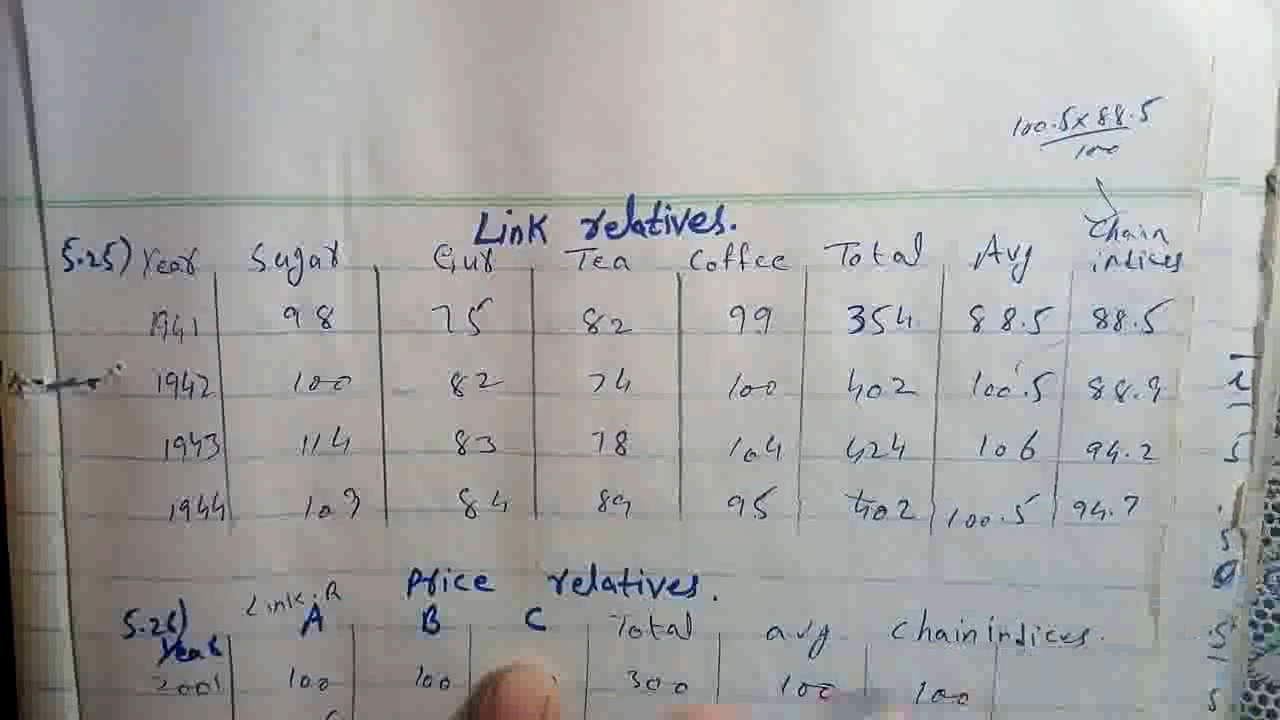 100.5x88.5
100
Link relatives.
5.25) Year Sugar Gur Tea Coffee Total Avg Chain indices
1941 98 75 82 99 354 88.5 88.5
1942 100 82 74 100 402 100.5 88.9
1943 114 83 78 104 424 106 94.2
1944 103 84 89 95 402 100.5 94.7
Price relatives.
Link.R
5.26) Year A B C Total avg Chain indices.
2001 100 100 300 100 100